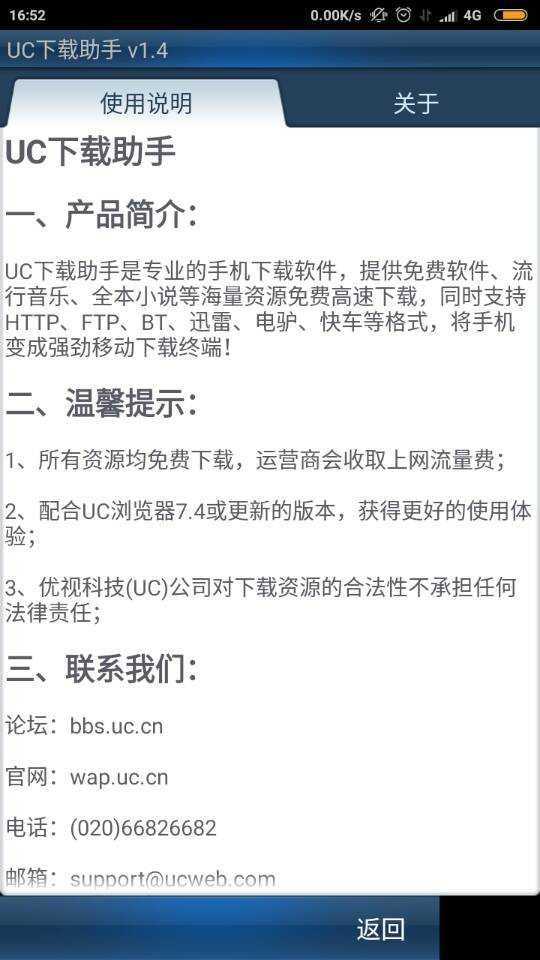 16:52 0.00K/s 4G
UC下载助手 v1.4
使用说明 关于
UC下载助手
一、产品简介：
UC下载助手是专业的手机下载软件，提供免费软件、流
行音乐、全本小说等海量资源免费高速下载，同时支持
HTTP、FTP、BT、迅雷、电驴、快车等格式，将手机
变成强劲移动下载终端！
二、温馨提示：
1、所有资源均免费下载，运营商会收取上网流量费；
2、配合UC浏览器7.4或更新的版本，获得更好的使用体
验；
3、优视科技(UC)公司对下载资源的合法性不承担任何
法律责任；
三、联系我们：
论坛：bbs.uc.cn
官网：wap.uc.cn
电话：(020)66826682
邮箱：support@ucweb.com
返回